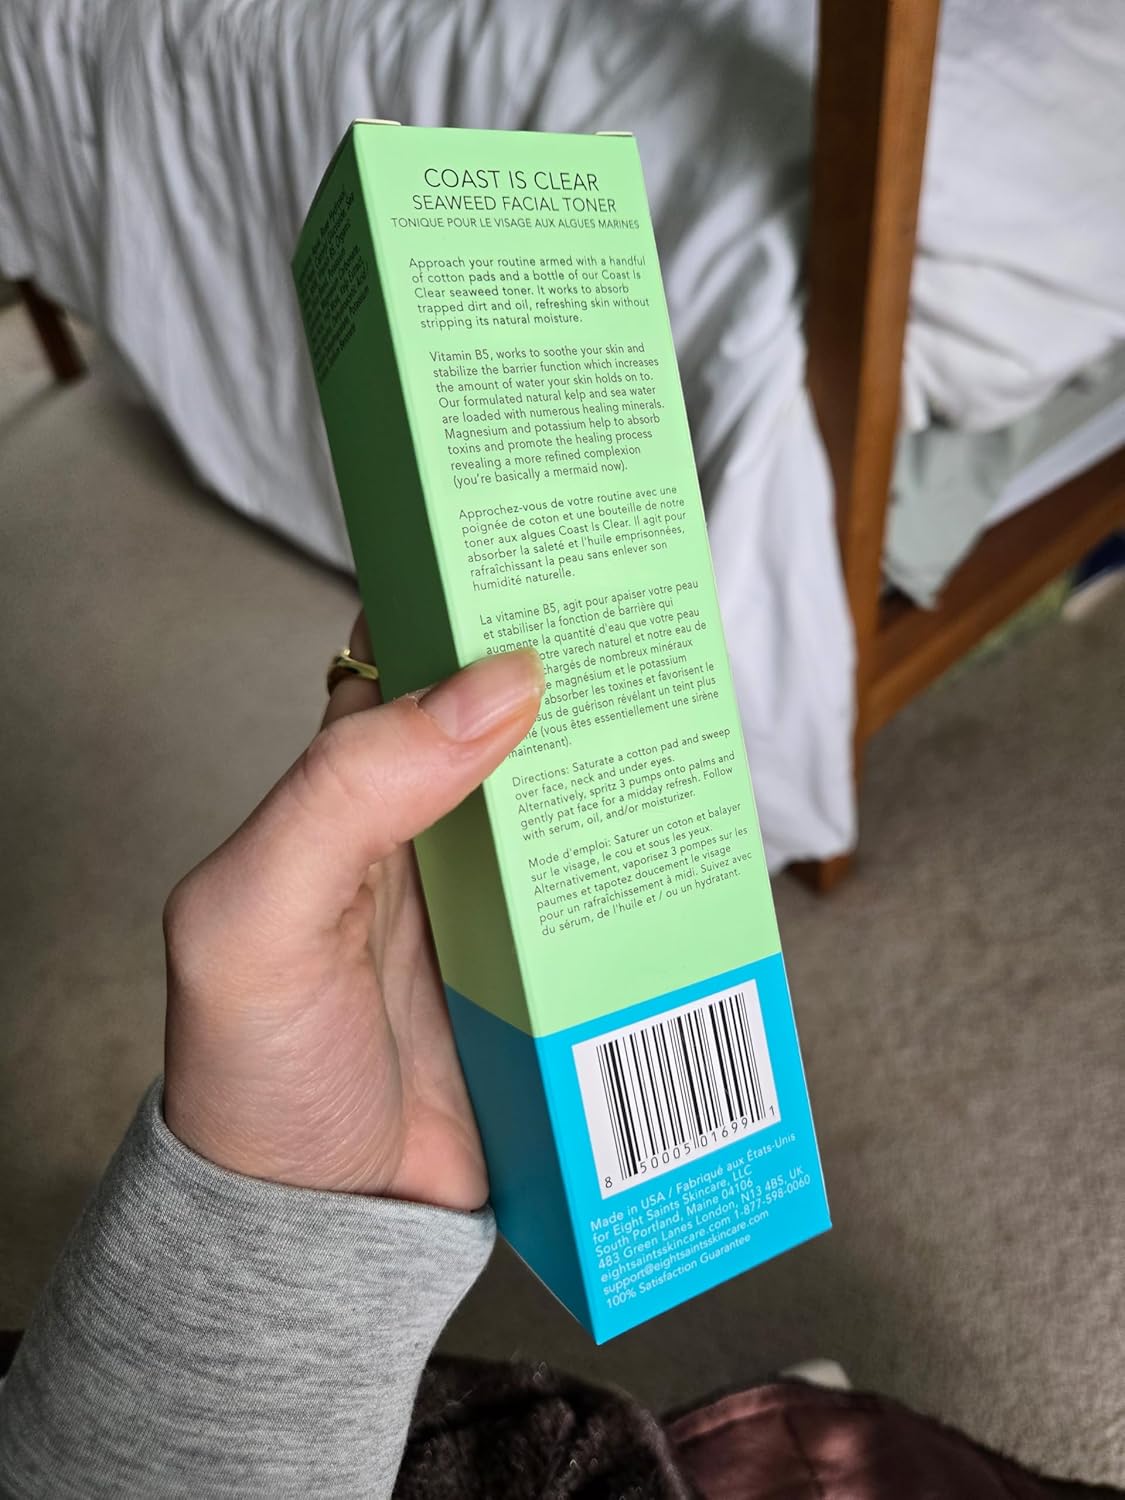 COAST IS CLEAR
SEAWEED FACIAL TONER
TONIQUE POUR LE VISAGE AUX ALGUES MARINES
Approach your routine armed with a handful
of cotton pads and a bottle of our Coast Is
Clear seaweed toner. It works to absorb
trapped dirt and oil, refreshing skin without
stripping its natural moisture.
Vitamin B5, works to soothe your skin and
stabilize the barrier function which increases
the amount of water your skin holds on to.
Our formulated natural kelp and sea water
are loaded with numerous healing minerals.
Magnesium and potassium help to absorb
toxins and promote the healing process
revealing a more refined complexion
(you're basically a mermaid now).
Approchez-vous de votre routine avec une
poignée de coton et une bouteille de notre
toner aux algues Coast Is Clear. Il agit pour
absorber la saleté et l'huile emprisonnées,
rafraîchissant la peau sans enlever son
humidité naturelle.
La vitamine B5, agit pour apaiser votre peau
et stabiliser la fonction de barrière qui
augmente la quantité d'eau que votre peau
varech naturel et notre eau de
chargés de nombreux minéraux
magnésium et le potassium
absorber les toxines et favorisent le
de guérison révélant un teint plus
(vous êtes essentiellement une sirène
maintenant).
Directions: Saturate a cotton pad and sweep
over face, neck and under eyes.
Alternatively, spritz 3 pumps onto palms and
gently pat face for a midday refresh. Follow
with serum, oil, and/or moisturizer.
Mode d'emploi: Saturer un coton et balayer
sur le visage, le cou et sous les yeux.
Alternativement, vaporisez 3 pompes sur les
paumes et tapotez doucement le visage
pour un rafraîchissement à midi. Suivez avec
du sérum, de l'huile et / ou un hydratant.
8 50005 01699 1
Made in USA / Fabriqué aux États-Unis
for Eight Saints Skincare, LLC
South Portland, Maine 04106
483 Green Lanes London, N13 4BS, UK
eightsaintsskincare.com 1-877-598-0060
support@eightsaintsskincare.com
100% Satisfaction Guarantee